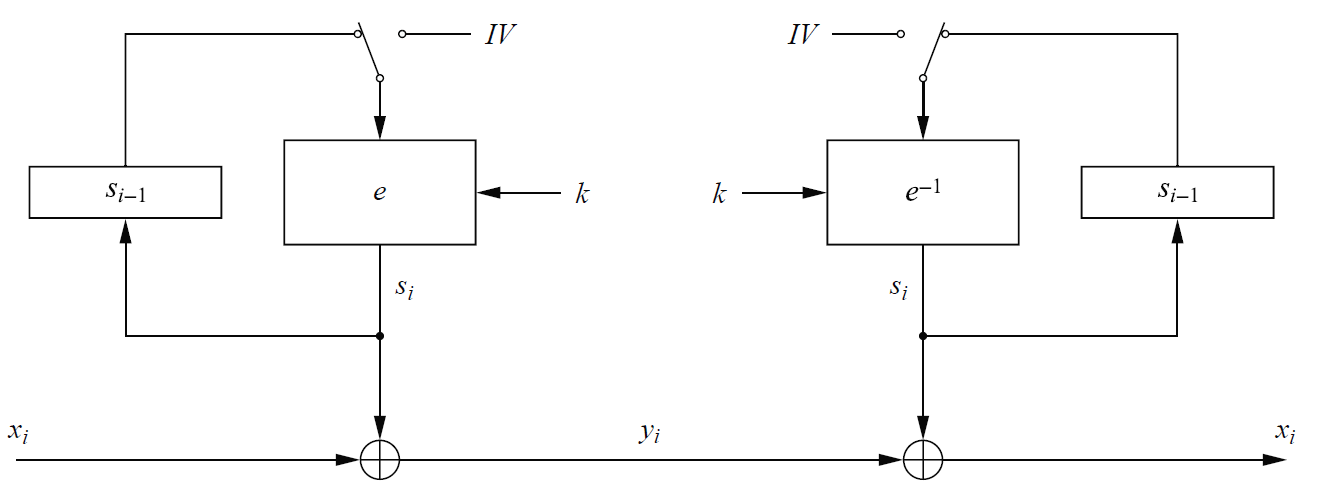 IV
IV
s_{i−1}
e
k
k
e^{−1}
s_{i−1}
s_i
s_i
x_i
y_i
x_i